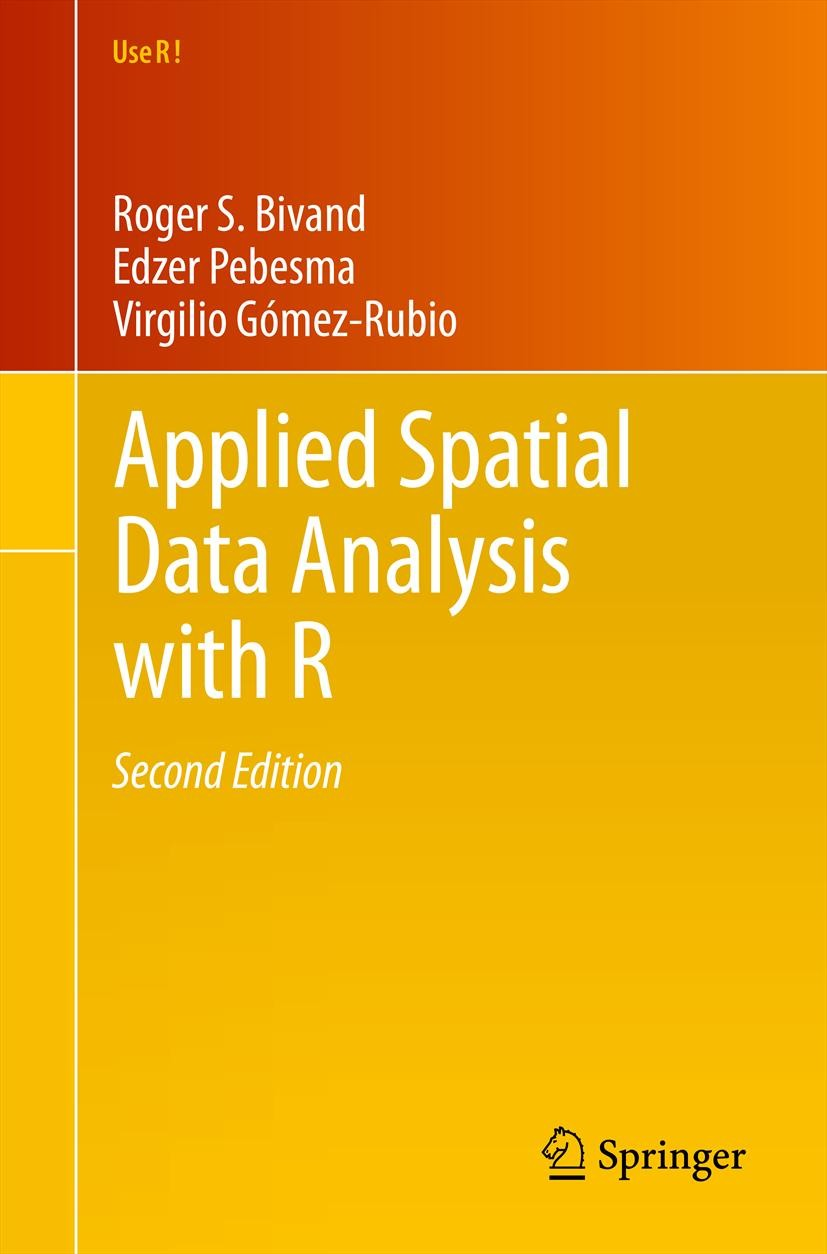 Use R !
Roger S. Bivand
Edzer Pebesma
Virgilio Gómez-Rubio
Applied Spatial
Data Analysis
with R
Second Edition
Springer